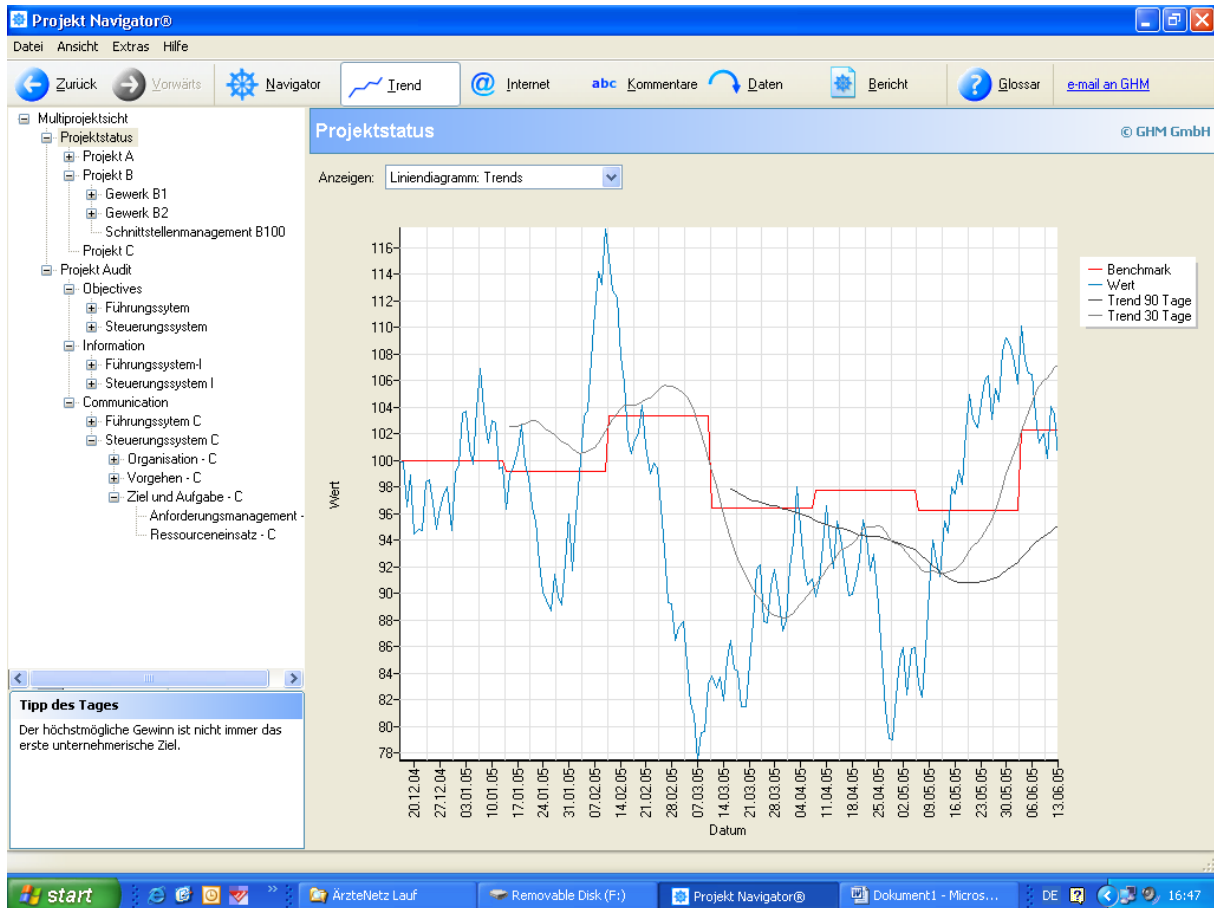 Projekt Navigator®
Datei Ansicht Extras Hilfe
Zurück Vorwärts Navigator Trend Internet abc Kommentare Daten Bericht Glossar e-mail an GHM
Multiprojektsicht
Projektstatus
Projekt A
Projekt B
Gewerk B1
Gewerk B2
Schnittstellenmanagement B100
Projekt C
Projekt Audit
Objectives
Führungssytem
Steuerungssystem
Information
Führungssystem-I
Steuerungssystem I
Communication
Führungssytem C
Steuerungssystem C
Organisation - C
Vorgehen - C
Ziel und Aufgabe - C
Anforderungsmanagement -
Ressourceneinsatz - C
Tipp des Tages
Der höchstmögliche Gewinn ist nicht immer das
erste unternehmerische Ziel.
Projektstatus © GHM GmbH
Anzeigen: Liniendiagramm: Trends
116
114
112
110
108
106
104
102
100
98
96
94
92
90
88
86
84
82
80
78
Wert
Benchmark
Wert
Trend 90 Tage
Trend 30 Tage
20.12.04
27.12.04
03.01.05
10.01.05
17.01.05
24.01.05
31.01.05
07.02.05
14.02.05
21.02.05
28.02.05
07.03.05
14.03.05
21.03.05
28.03.05
04.04.05
11.04.05
18.04.05
25.04.05
02.05.05
09.05.05
16.05.05
23.05.05
30.05.05
06.06.05
13.06.05
Datum
start ÄrzteNetz Lauf Removable Disk (F:) Projekt Navigator® Dokument1 - Micros... DE 16:47